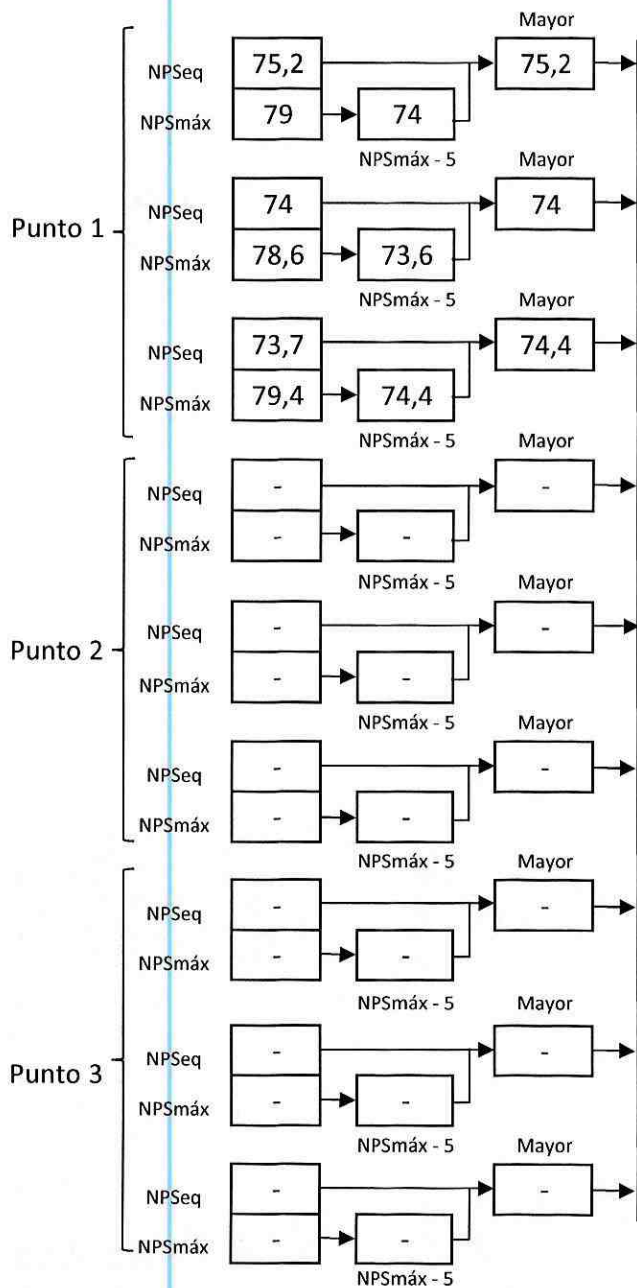 Mayor
NPSeq 75,2 75,2
NPSmáx 79 74
NPSmáx - 5 Mayor
Punto 1
NPSeq 74 74
NPSmáx 78,6 73,6
NPSmáx - 5 Mayor
NPSeq 73,7 74,4
NPSmáx 79,4 74,4
NPSmáx - 5 Mayor
NPSeq - -
NPSmáx - -
NPSmáx - 5 Mayor
Punto 2
NPSeq - -
NPSmáx - -
NPSmáx - 5 Mayor
NPSeq - -
NPSmáx - -
NPSmáx - 5 Mayor
NPSeq - -
NPSmáx - -
NPSmáx - 5 Mayor
Punto 3
NPSeq - -
NPSmáx - -
NPSmáx - 5 Mayor
NPSeq - -
NPSmáx - -
NPSmáx - 5